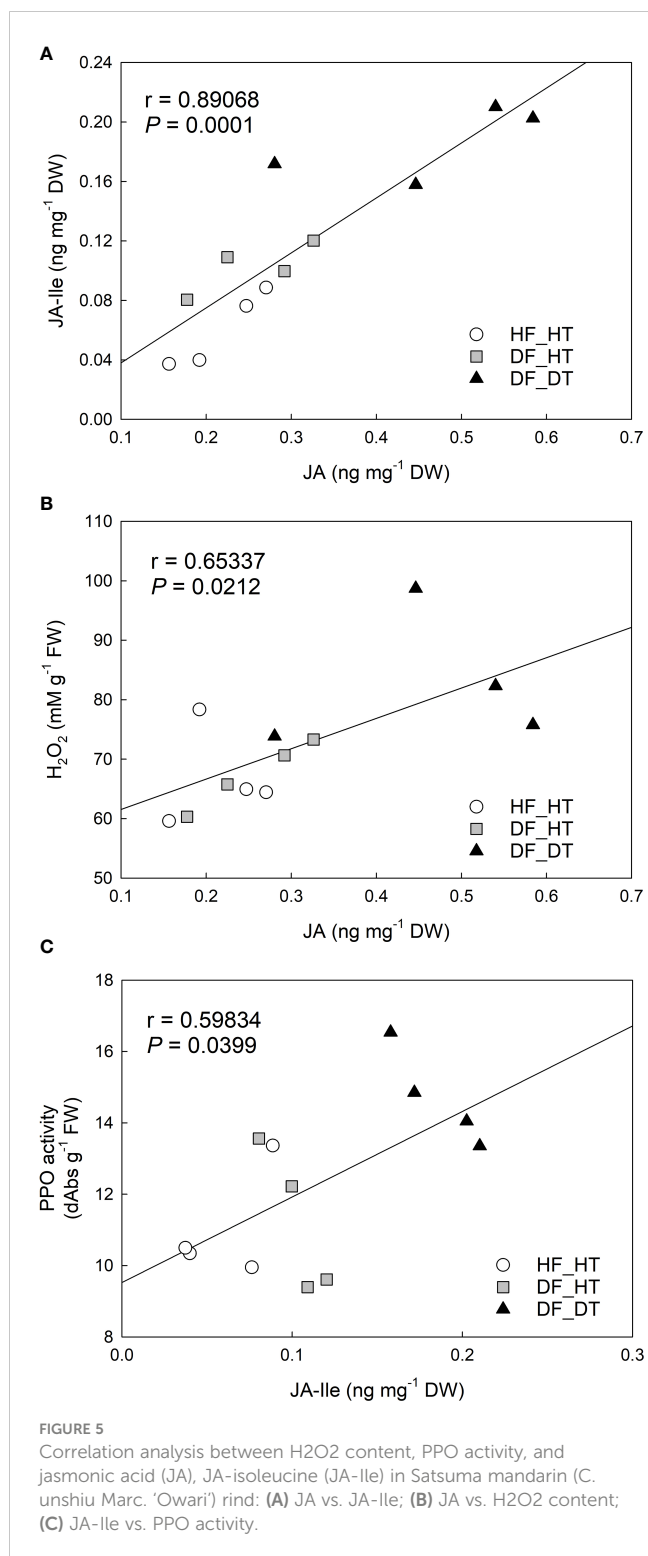 A
r = 0.89068
P = 0.0001
JA-Ile (ng mg⁻¹ DW)
0.24
0.20
0.16
0.12
0.08
0.04
0.00
HF_HT
DF_HT
DF_DT
0.1 0.2 0.3 0.4 0.5 0.6 0.7
JA (ng mg⁻¹ DW)
B
r = 0.65337
P = 0.0212
H₂O₂ (mM g⁻¹ FW)
110
100
90
80
70
60
50
HF_HT
DF_HT
DF_DT
0.1 0.2 0.3 0.4 0.5 0.6 0.7
JA (ng mg⁻¹ DW)
C
r = 0.59834
P = 0.0399
PPO activity
(dAbs g⁻¹ FW)
18
16
14
12
10
8
HF_HT
DF_HT
DF_DT
0.0 0.1 0.2 0.3
JA-Ile (ng mg⁻¹ DW)
FIGURE 5
Correlation analysis between H2O2 content, PPO activity, and
jasmonic acid (JA), JA-isoleucine (JA-Ile) in Satsuma mandarin (C.
unshiu Marc. ‘Owari’) rind: (A) JA vs. JA-Ile; (B) JA vs. H2O2 content;
(C) JA-Ile vs. PPO activity.